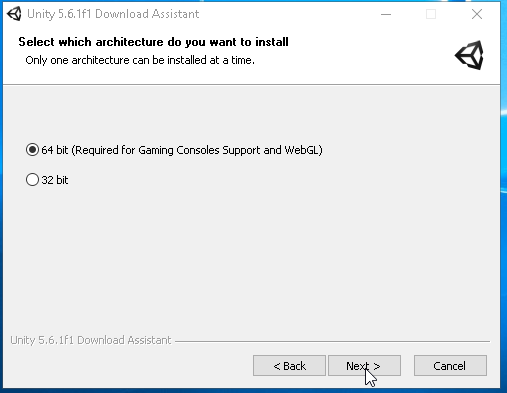 Unity 5.6.1f1 Download Assistant
Select which architecture do you want to install
Only one architecture can be installed at a time.
64 bit (Required for Gaming Consoles Support and WebGL)
32 bit
Unity 5.6.1f1 Download Assistant
< Back Next > Cancel